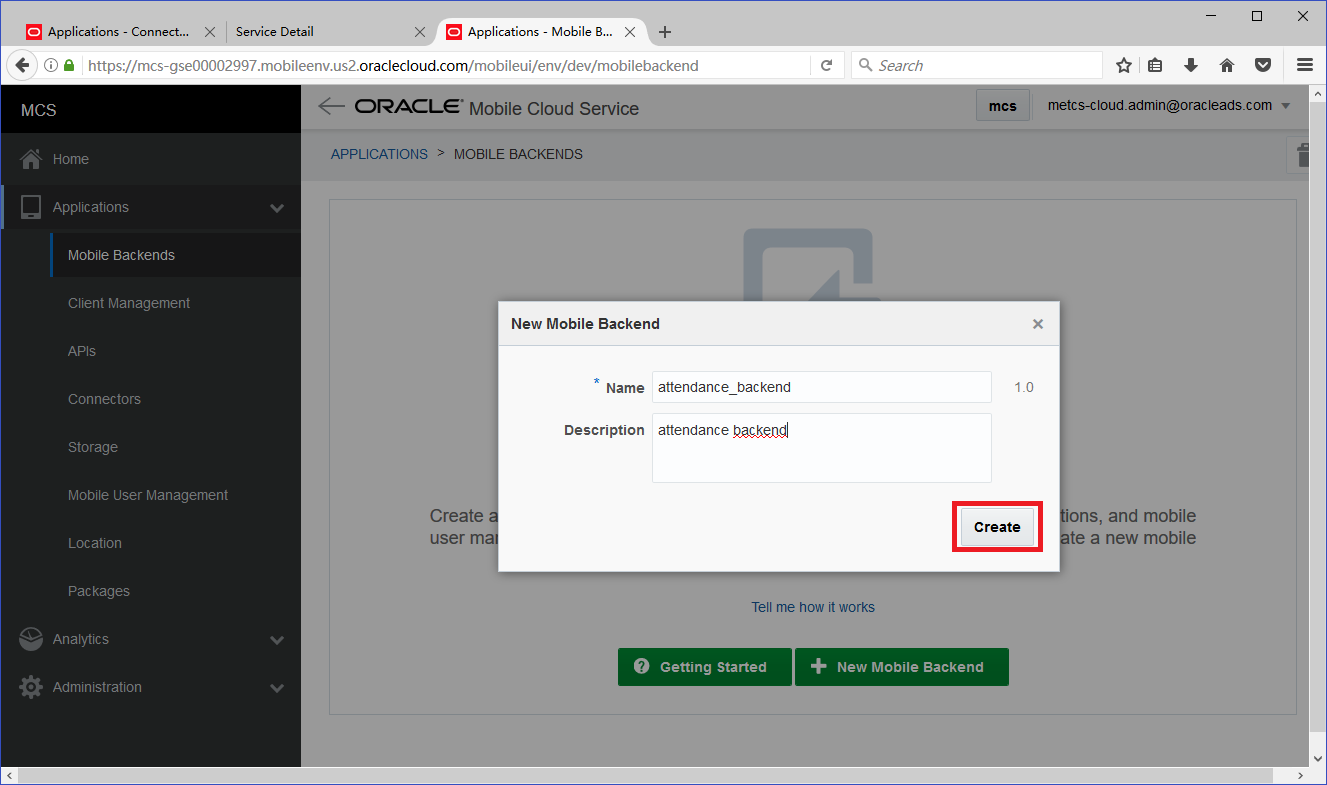 Applications - Connect...
Service Detail
Applications - Mobile B...
https://mcs-gse00002997.mobileenv.us2.oraclecloud.com/mobileui/env/dev/mobilebackend
Search
MCS
ORACLE® Mobile Cloud Service
mcs
metcs-cloud.admin@oracleads.com
Home
APPLICATIONS > MOBILE BACKENDS
Applications
Mobile Backends
Client Management
APIs
Connectors
Storage
Mobile User Management
Location
Packages
Analytics
Administration
New Mobile Backend
×
* Name
attendance_backend
1.0
Description
attendance backend
Create
Create a
tions, and mobile
user ma
ate a new mobile
Tell me how it works
Getting Started
New Mobile Backend